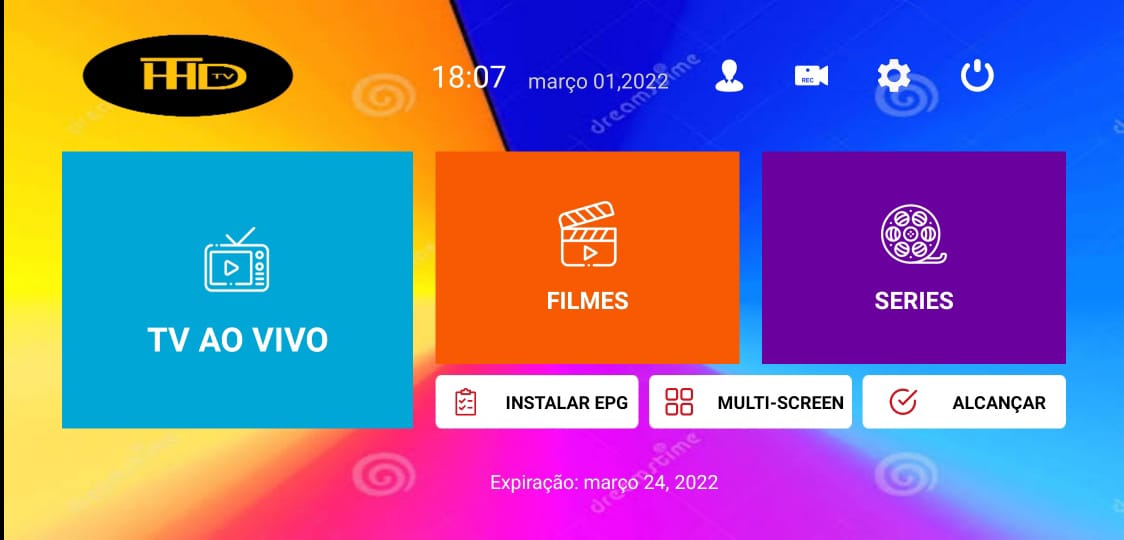 HHD TV
18:07
março 01,2022
REC
TV AO VIVO
FILMES
SERIES
INSTALAR EPG
MULTI-SCREEN
ALCANÇAR
Expiração: março 24, 2022
dreamstime
dreamstime